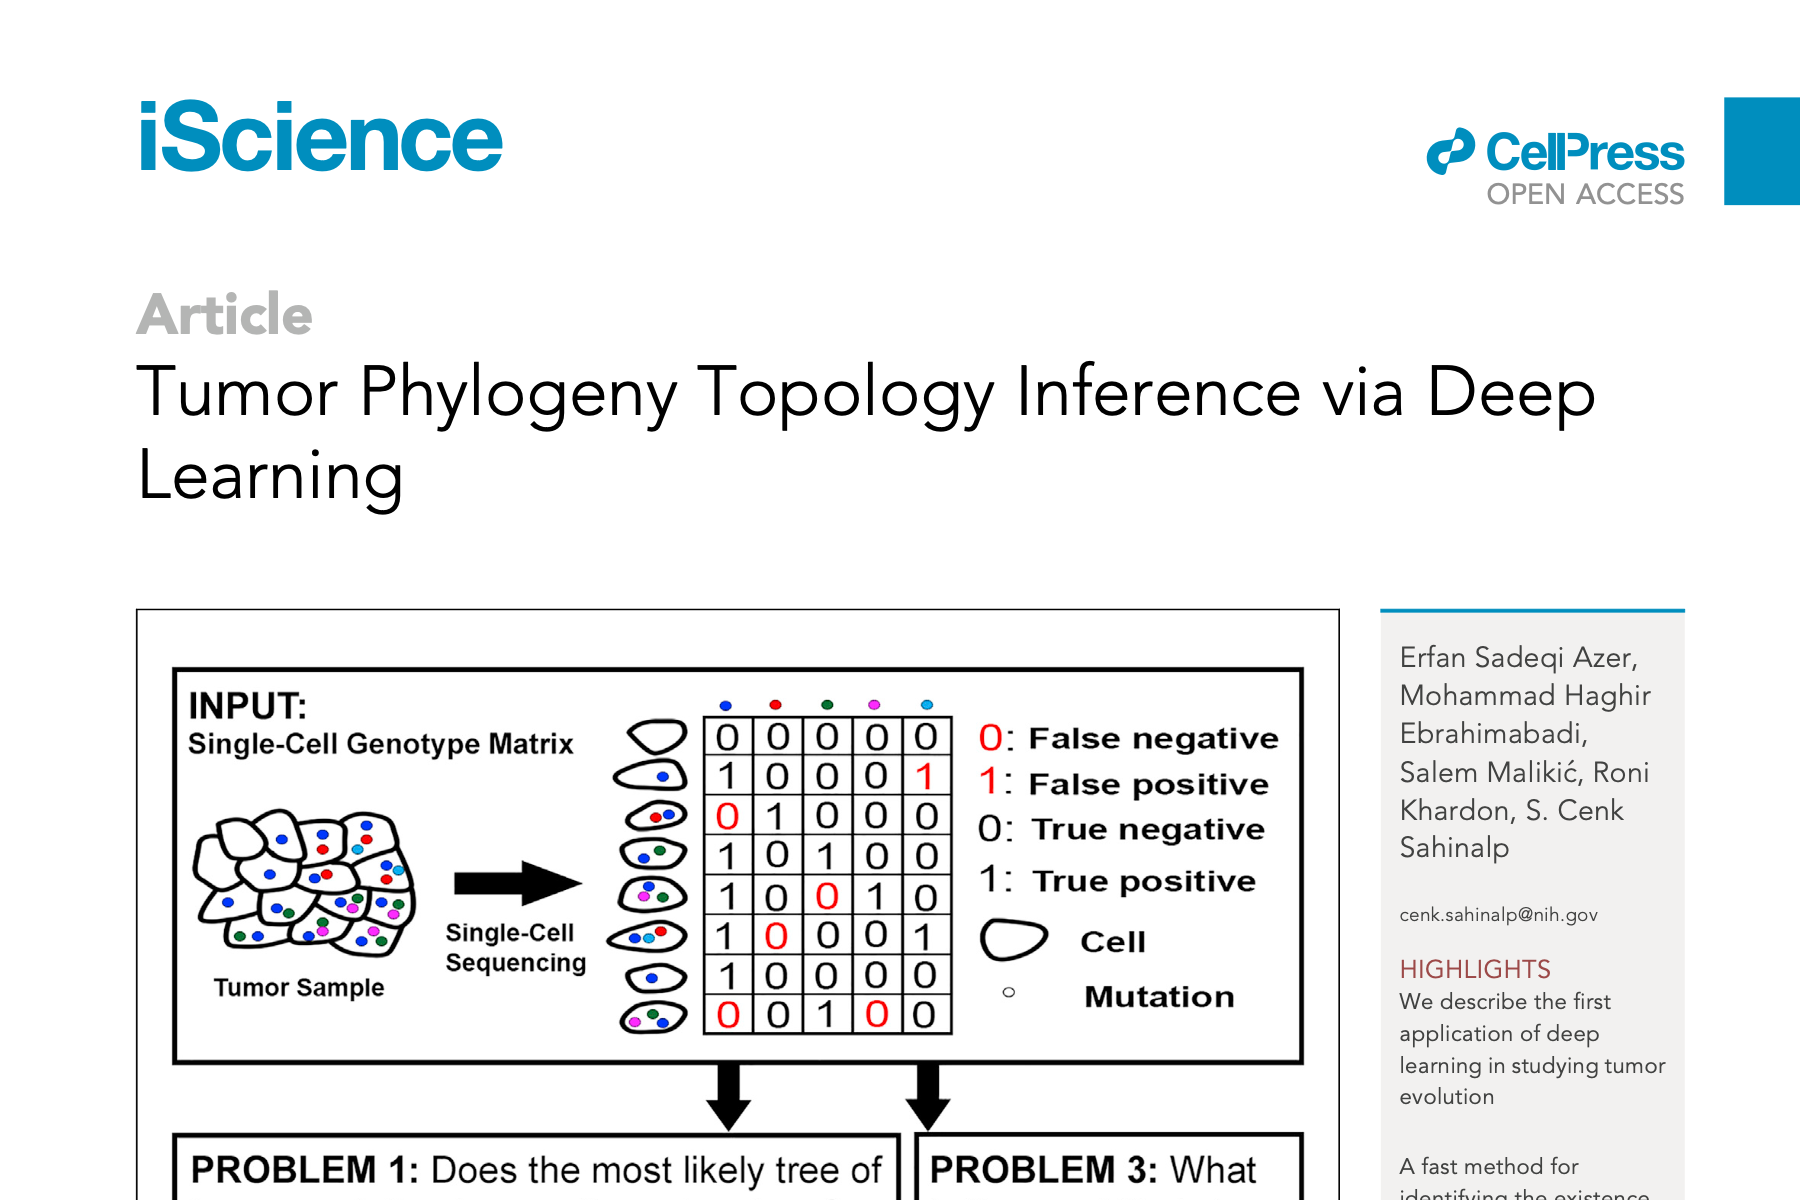 iScience
CellPress
OPEN ACCESS
Article
Tumor Phylogeny Topology Inference via Deep
Learning
INPUT:
Single-Cell Genotype Matrix
Tumor Sample
Single-Cell
Sequencing
0 0 0 0 0
1 0 0 0 1
0 1 0 0 0
1 0 1 0 0
1 0 0 1 0
1 0 0 0 1
1 0 0 0 0
0 0 1 0 0
0: False negative
1: False positive
0: True negative
1: True positive
Cell
Mutation
PROBLEM 1: Does the most likely tree of
PROBLEM 3: What
Erfan Sadeqi Azer,
Mohammad Haghir
Ebrahimabadi,
Salem Malikić, Roni
Khardon, S. Cenk
Sahinalp
cenk.sahinalp@nih.gov
HIGHLIGHTS
We describe the first
application of deep
learning in studying tumor
evolution
A fast method for
identifying the existence